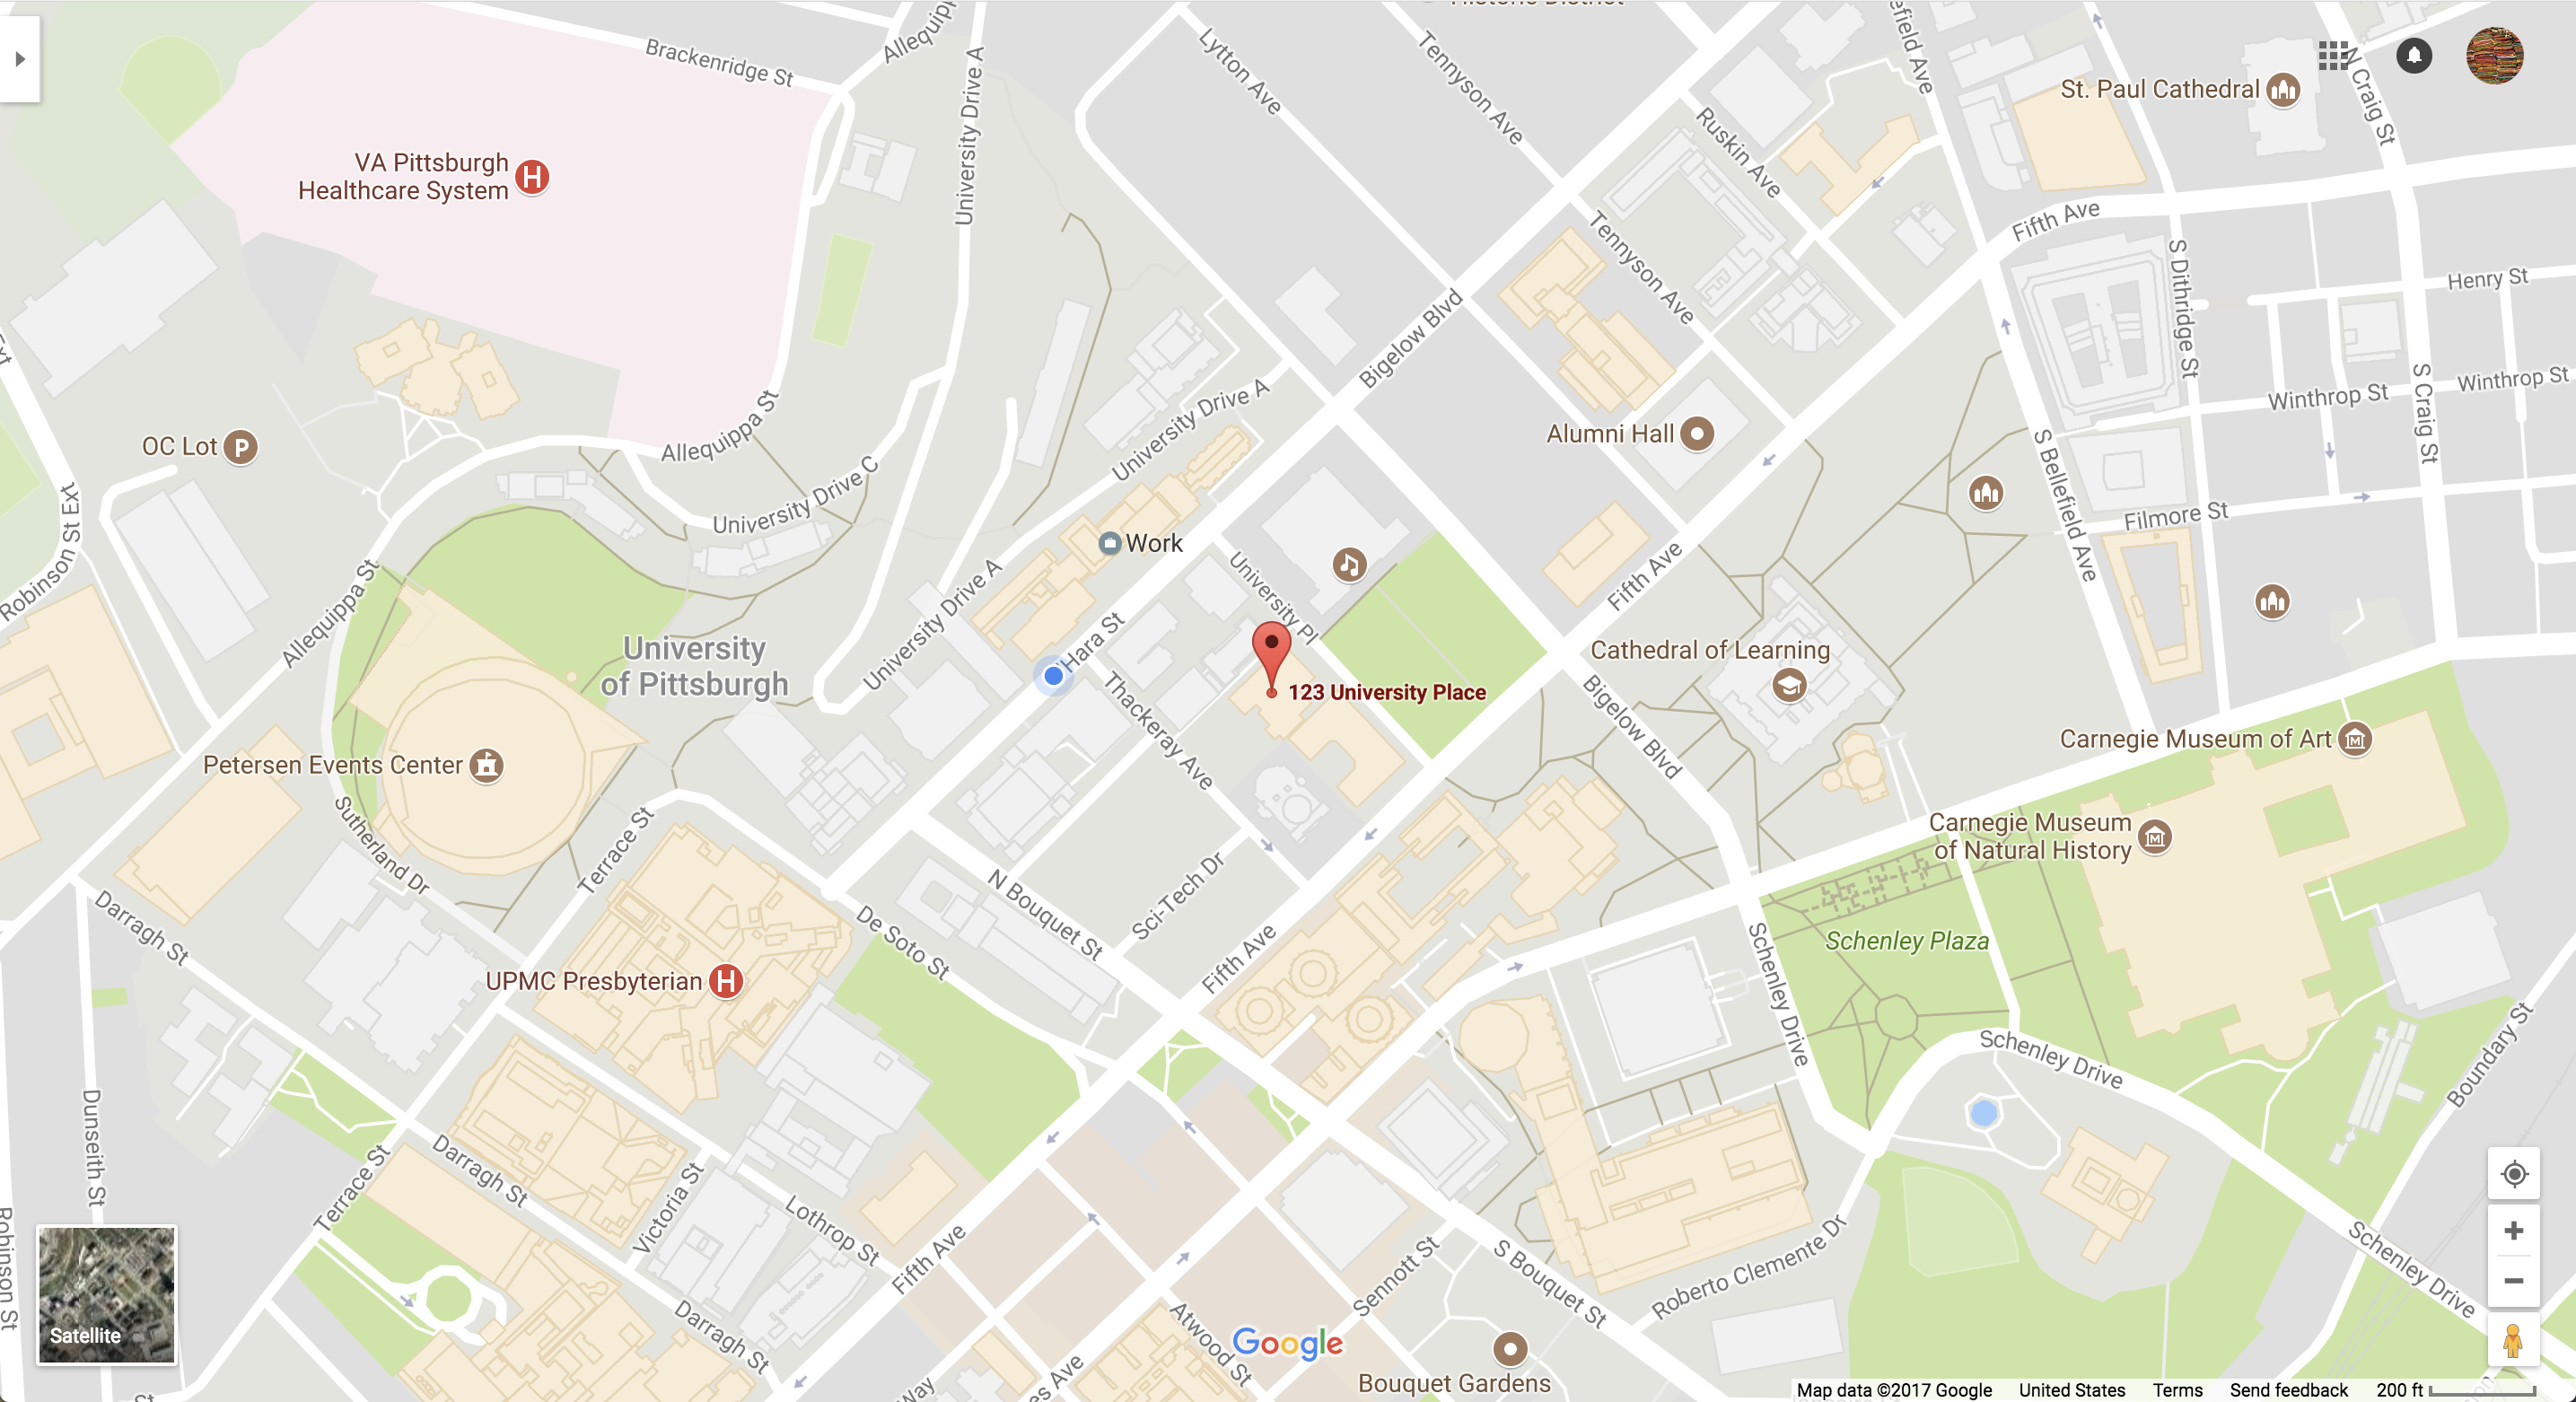 Historic District
Brackenridge St
Allequip
University Drive A
Lytton Ave
Tennyson Ave
efield Ave
N Craig St
St. Paul Cathedral
Ruskin Ave
VA Pittsburgh
Healthcare System
Fifth Ave
Tennyson Ave
S Dithridge St
Henry St
Bigelow Blvd
Winthrop St
Winthrop St
S Craig St
Allequippa St
University Drive A
OC Lot
P
Alumni Hall
University Drive C
S Bellefield Ave
Filmore St
Robinson St Ext
Work
University Pl
Fifth Ave
Allequippa St
University Drive A
Hara St
University
of Pittsburgh
Cathedral of Learning
123 University Place
Thackeray Ave
Bigelow Blvd
Carnegie Museum of Art
Petersen Events Center
Sutherland Dr
Terrace St
Carnegie Museum
of Natural History
N Bouquet St
Sci-Tech Dr
Darragh St
De Soto St
Fifth Ave
Schenley Plaza
UPMC Presbyterian
H
Schenley Drive
Schenley Drive
Boundary St
Dunseith St
Darragh St
Terrace St
Victoria St
Lothrop St
Fifth Ave
Sennott St
S Bouquet St
Roberto Clemente Dr
Schenley Drive
Robinson St
Satellite
Darragh St
Atwood St
Google
Bouquet Gardens
Way
es Ave
St
Map data ©2017 Google United States Terms Send feedback 200 ft